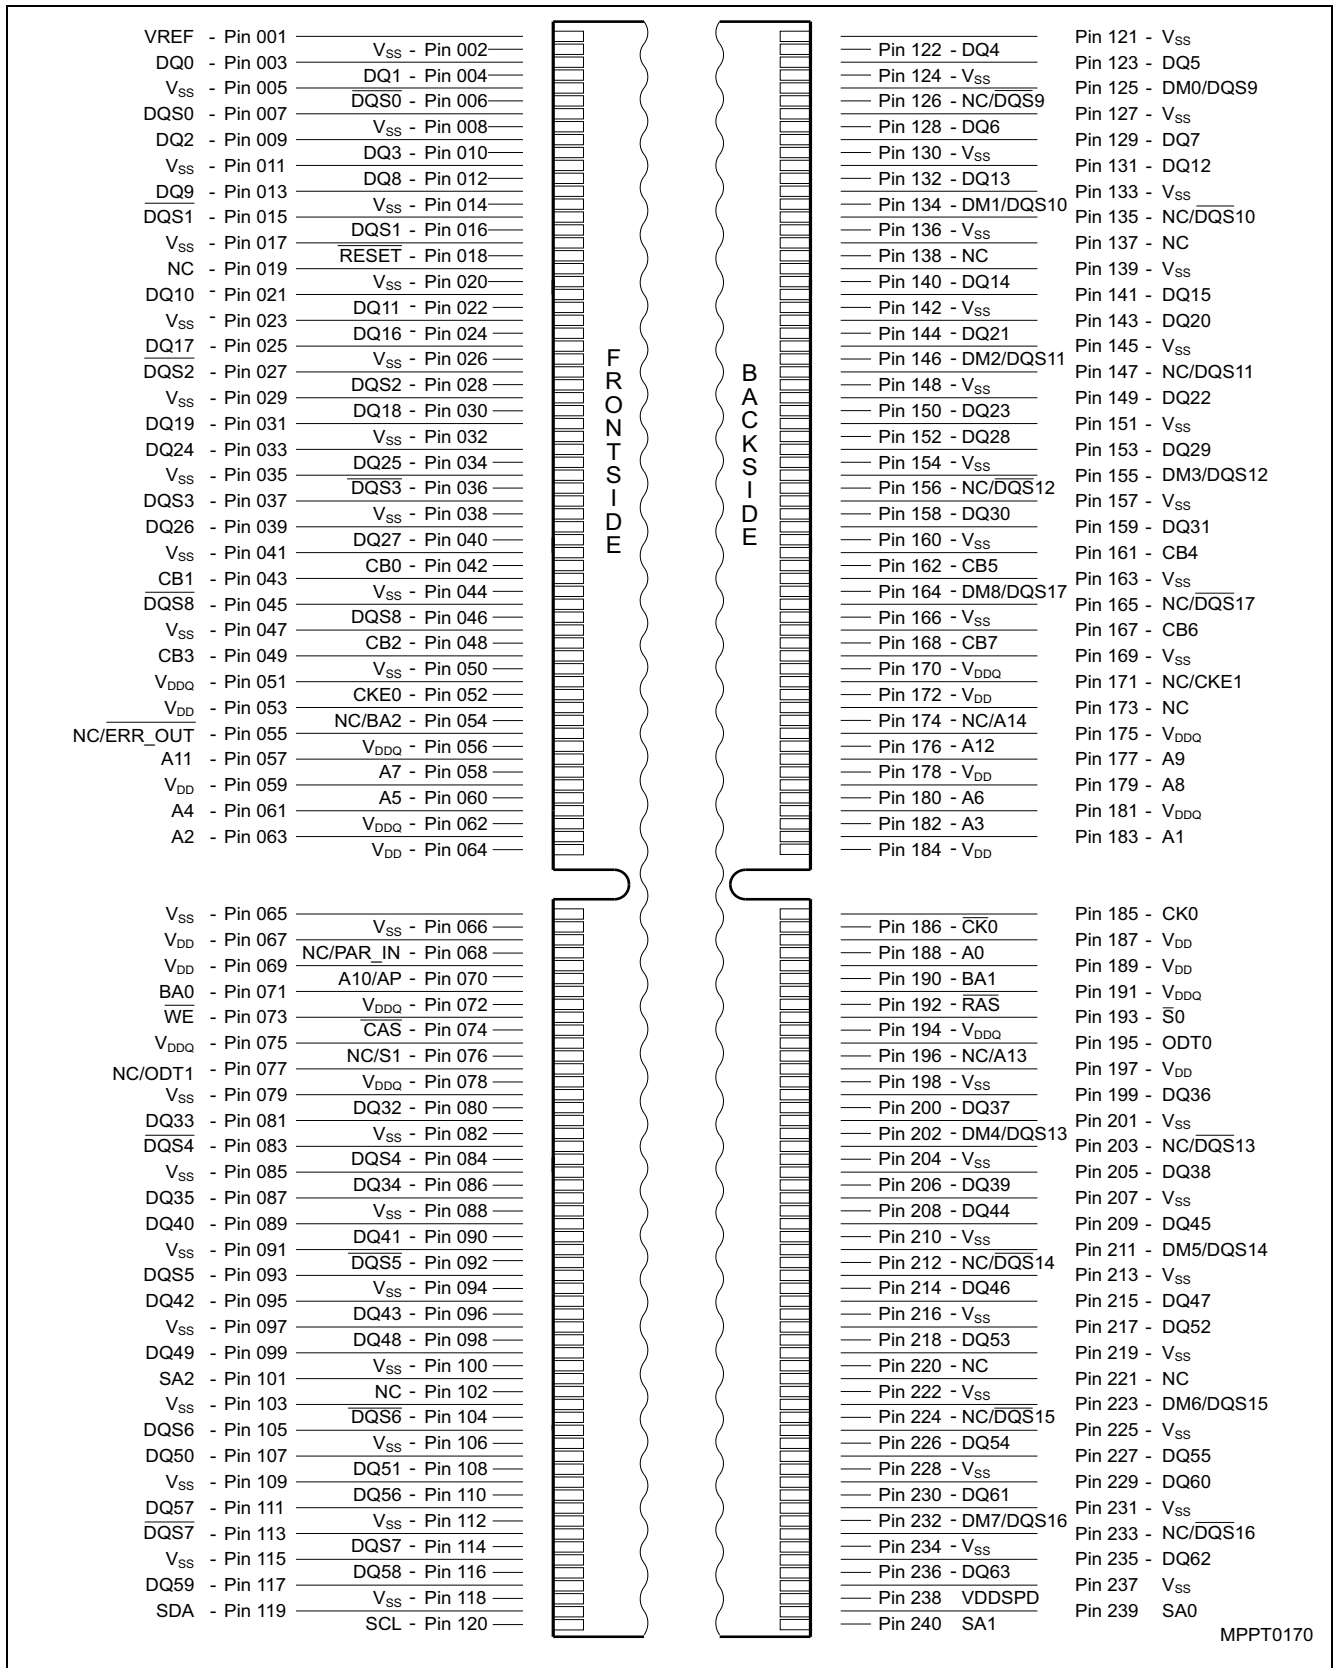 VREF - Pin 001
VSS - Pin 002
DQ0 - Pin 003
DQ1 - Pin 004
VSS - Pin 005
DQS0 - Pin 006
DQS0 - Pin 007
VSS - Pin 008
DQ2 - Pin 009
DQ3 - Pin 010
VSS - Pin 011
DQ8 - Pin 012
DQ9 - Pin 013
VSS - Pin 014
DQS1 - Pin 015
DQS1 - Pin 016
VSS - Pin 017
RESET - Pin 018
NC - Pin 019
VSS - Pin 020
DQ10 - Pin 021
DQ11 - Pin 022
VSS - Pin 023
DQ16 - Pin 024
DQ17 - Pin 025
VSS - Pin 026
DQS2 - Pin 027
DQS2 - Pin 028
VSS - Pin 029
DQ18 - Pin 030
DQ19 - Pin 031
VSS - Pin 032
DQ24 - Pin 033
DQ25 - Pin 034
VSS - Pin 035
DQS3 - Pin 036
DQS3 - Pin 037
VSS - Pin 038
DQ26 - Pin 039
DQ27 - Pin 040
VSS - Pin 041
CB0 - Pin 042
CB1 - Pin 043
VSS - Pin 044
DQS8 - Pin 045
DQS8 - Pin 046
VSS - Pin 047
CB2 - Pin 048
CB3 - Pin 049
VSS - Pin 050
VDDQ - Pin 051
CKE0 - Pin 052
VDD - Pin 053
NC/BA2 - Pin 054
NC/ERR_OUT - Pin 055
VDDQ - Pin 056
A11 - Pin 057
A7 - Pin 058
VDD - Pin 059
A5 - Pin 060
A4 - Pin 061
VDDQ - Pin 062
A2 - Pin 063
VDD - Pin 064
VSS - Pin 065
VSS - Pin 066
VDD - Pin 067
NC/PAR_IN - Pin 068
VDD - Pin 069
A10/AP - Pin 070
BA0 - Pin 071
VDDQ - Pin 072
WE - Pin 073
CAS - Pin 074
VDDQ - Pin 075
NC/S1 - Pin 076
NC/ODT1 - Pin 077
VDDQ - Pin 078
VSS - Pin 079
DQ32 - Pin 080
DQ33 - Pin 081
VSS - Pin 082
DQS4 - Pin 083
DQS4 - Pin 084
VSS - Pin 085
DQ34 - Pin 086
DQ35 - Pin 087
VSS - Pin 088
DQ40 - Pin 089
DQ41 - Pin 090
VSS - Pin 091
DQS5 - Pin 092
DQS5 - Pin 093
VSS - Pin 094
DQ42 - Pin 095
DQ43 - Pin 096
VSS - Pin 097
DQ48 - Pin 098
DQ49 - Pin 099
VSS - Pin 100
SA2 - Pin 101
NC - Pin 102
VSS - Pin 103
DQS6 - Pin 104
DQS6 - Pin 105
VSS - Pin 106
DQ50 - Pin 107
DQ51 - Pin 108
VSS - Pin 109
DQ56 - Pin 110
DQ57 - Pin 111
VSS - Pin 112
DQS7 - Pin 113
DQS7 - Pin 114
VSS - Pin 115
DQ58 - Pin 116
DQ59 - Pin 117
VSS - Pin 118
SDA - Pin 119
SCL - Pin 120
FRONTSIDE
BACKSIDE
Pin 121 - VSS
Pin 122 - DQ4
Pin 123 - DQ5
Pin 124 - VSS
Pin 125 - DM0/DQS9
Pin 126 - NC/DQS9
Pin 127 - VSS
Pin 128 - DQ6
Pin 129 - DQ7
Pin 130 - VSS
Pin 131 - DQ12
Pin 132 - DQ13
Pin 133 - VSS
Pin 134 - DM1/DQS10
Pin 135 - NC/DQS10
Pin 136 - VSS
Pin 137 - NC
Pin 138 - NC
Pin 139 - VSS
Pin 140 - DQ14
Pin 141 - DQ15
Pin 142 - VSS
Pin 143 - DQ20
Pin 144 - DQ21
Pin 145 - VSS
Pin 146 - DM2/DQS11
Pin 147 - NC/DQS11
Pin 148 - VSS
Pin 149 - DQ22
Pin 150 - DQ23
Pin 151 - VSS
Pin 152 - DQ28
Pin 153 - DQ29
Pin 154 - VSS
Pin 155 - DM3/DQS12
Pin 156 - NC/DQS12
Pin 157 - VSS
Pin 158 - DQ30
Pin 159 - DQ31
Pin 160 - VSS
Pin 161 - CB4
Pin 162 - CB5
Pin 163 - VSS
Pin 164 - DM8/DQS17
Pin 165 - NC/DQS17
Pin 166 - VSS
Pin 167 - CB6
Pin 168 - CB7
Pin 169 - VSS
Pin 170 - VDDQ
Pin 171 - NC/CKE1
Pin 172 - VDD
Pin 173 - NC
Pin 174 - NC/A14
Pin 175 - VDDQ
Pin 176 - A12
Pin 177 - A9
Pin 178 - VDD
Pin 179 - A8
Pin 180 - A6
Pin 181 - VDDQ
Pin 182 - A3
Pin 183 - A1
Pin 184 - VDD
Pin 185 - CK0
Pin 186 - CK0
Pin 187 - VDD
Pin 188 - A0
Pin 189 - VDD
Pin 190 - BA1
Pin 191 - VDDQ
Pin 192 - RAS
Pin 193 - S0
Pin 194 - VDDQ
Pin 195 - ODT0
Pin 196 - NC/A13
Pin 197 - VDD
Pin 198 - VSS
Pin 199 - DQ36
Pin 200 - DQ37
Pin 201 - VSS
Pin 202 - DM4/DQS13
Pin 203 - NC/DQS13
Pin 204 - VSS
Pin 205 - DQ38
Pin 206 - DQ39
Pin 207 - VSS
Pin 208 - DQ44
Pin 209 - DQ45
Pin 210 - VSS
Pin 211 - DM5/DQS14
Pin 212 - NC/DQS14
Pin 213 - VSS
Pin 214 - DQ46
Pin 215 - DQ47
Pin 216 - VSS
Pin 217 - DQ52
Pin 218 - DQ53
Pin 219 - VSS
Pin 220 - NC
Pin 221 - NC
Pin 222 - VSS
Pin 223 - DM6/DQS15
Pin 224 - NC/DQS15
Pin 225 - VSS
Pin 226 - DQ54
Pin 227 - DQ55
Pin 228 - VSS
Pin 229 - DQ60
Pin 230 - DQ61
Pin 231 - VSS
Pin 232 - DM7/DQS16
Pin 233 - NC/DQS16
Pin 234 - VSS
Pin 235 - DQ62
Pin 236 - DQ63
Pin 237 VSS
Pin 238 VDDSPD
Pin 239 SA0
Pin 240 SA1
MPPT0170